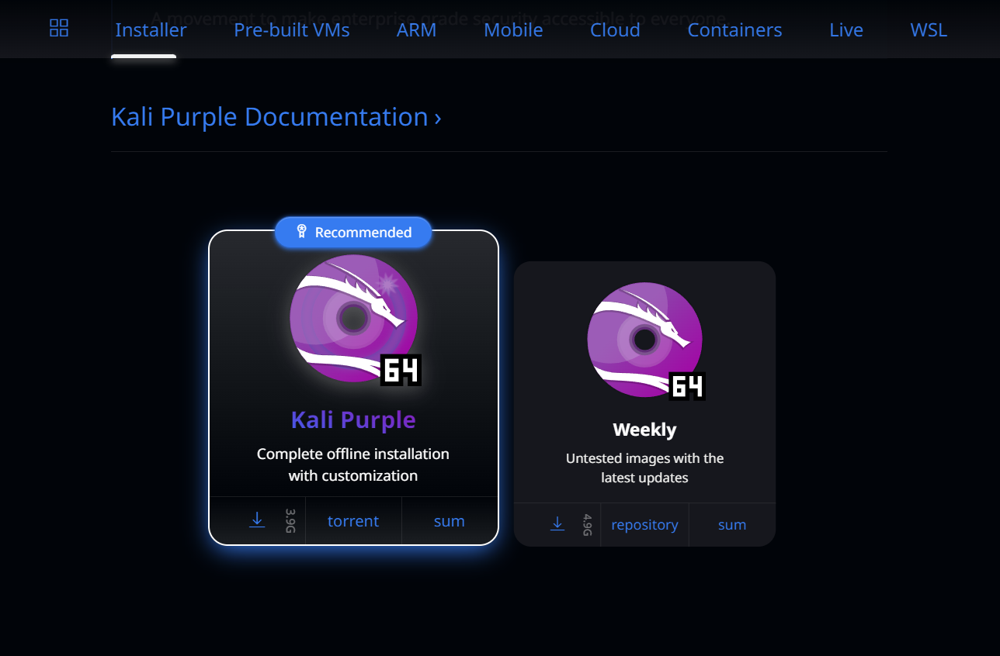 A movement to make enterprise grade security accessible to everyone
Installer Pre-built VMs ARM Mobile Cloud Containers Live WSL
Kali Purple Documentation ›
Recommended
64
Kali Purple
Complete offline installation
with customization
3.9G torrent sum
64
Weekly
Untested images with the
latest updates
4.9G repository sum